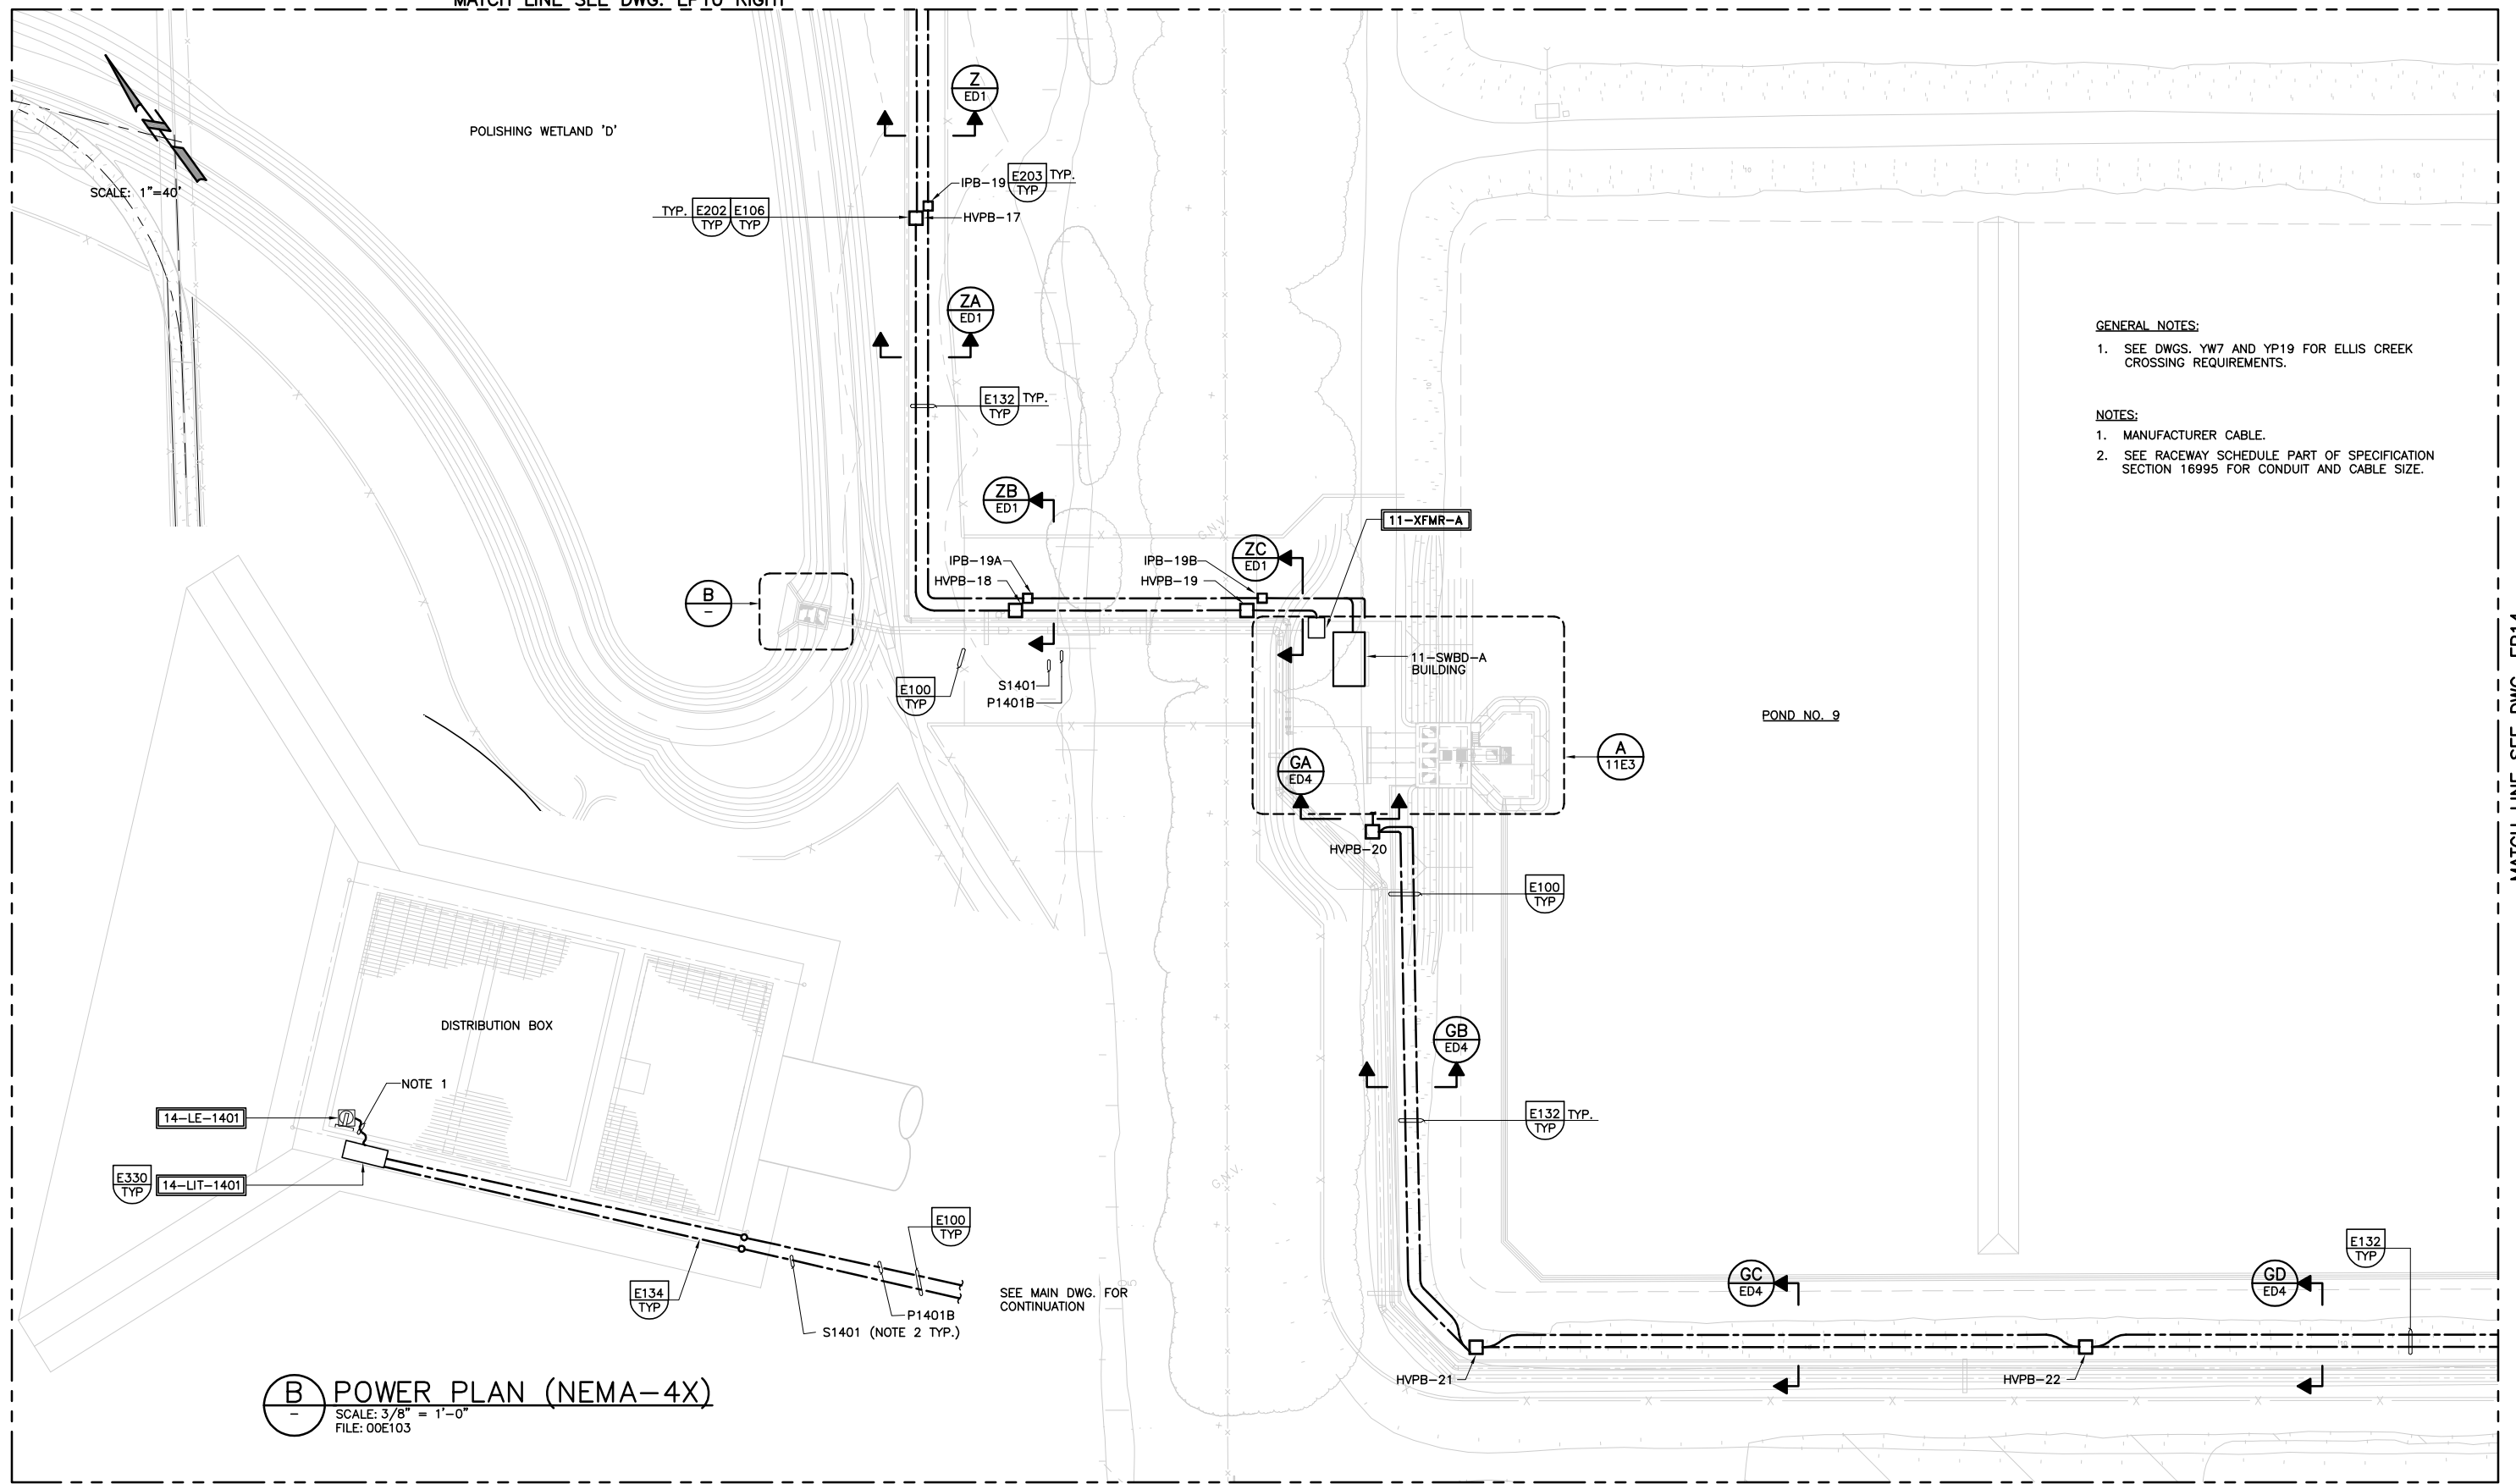 MATCH LINE SEE DWG. EP10 RIGHT
Z
ED1
POLISHING WETLAND 'D'
SCALE: 1"=40'
IPB-19
E203
TYP
TYP.
TYP.
E202
TYP
E106
TYP
HVPB-17
ZA
ED1
GENERAL NOTES:
1. SEE DWGS. YW7 AND YP19 FOR ELLIS CREEK
CROSSING REQUIREMENTS.
E132
TYP
TYP.
NOTES:
1. MANUFACTURER CABLE.
2. SEE RACEWAY SCHEDULE PART OF SPECIFICATION
SECTION 16995 FOR CONDUIT AND CABLE SIZE.
ZB
ED1
11-XFMR-A
G.N.V.
ZC
ED1
IPB-19A
HVPB-18
IPB-19B
HVPB-19
B
-
11-SWBD-A
BUILDING
E100
TYP
S1401
P1401B
POND NO. 9
A
11E3
GA
ED4
HVPB-20
E100
TYP
MATCH LINE SEE DWG. EP14
DISTRIBUTION BOX
GB
ED4
NOTE 1
14-LE-1401
E132
TYP
TYP.
E330
TYP
14-LIT-1401
G.N.V.
E100
TYP
E134
TYP
SEE MAIN DWG. FOR
CONTINUATION
P1401B
S1401 (NOTE 2 TYP.)
GC
ED4
GD
ED4
E132
TYP
HVPB-21
HVPB-22
B
-
POWER PLAN (NEMA-4X)
SCALE: 3/8" = 1'-0"
FILE: 00E103